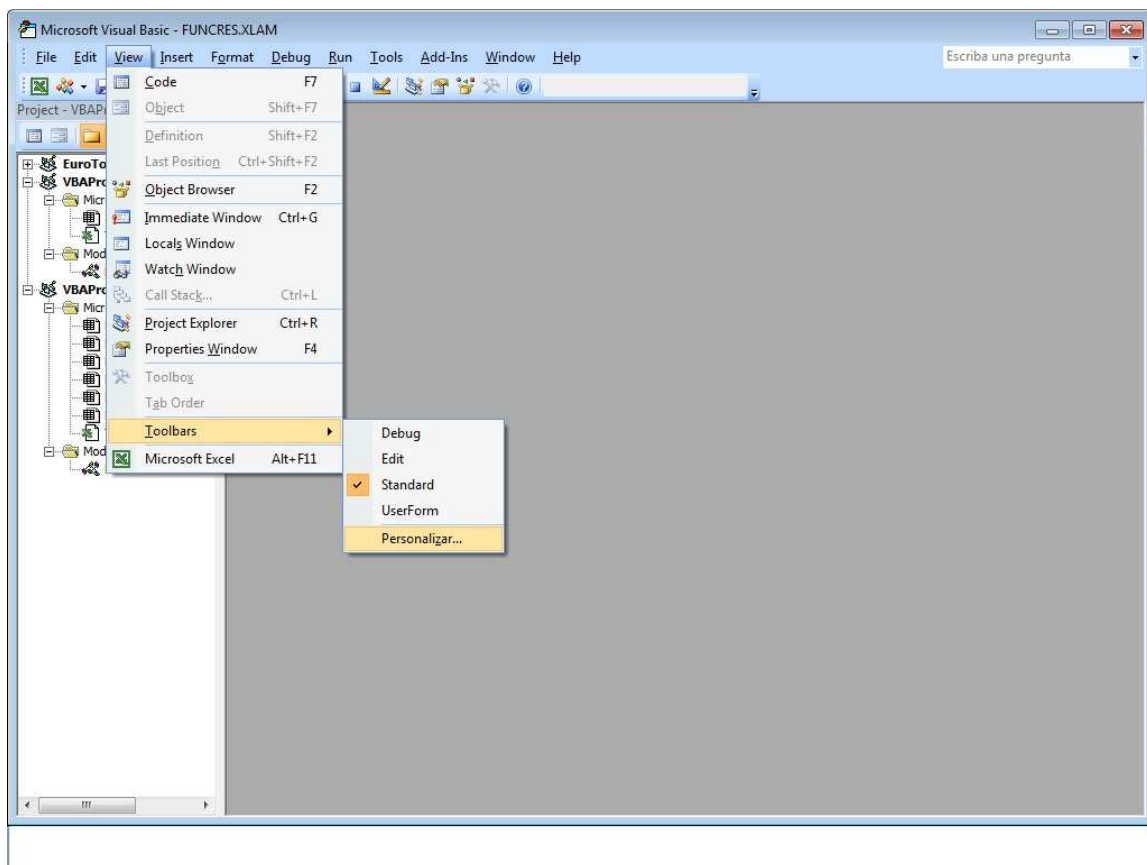 Microsoft Visual Basic - FUNCRES.XLAM
File Edit View Insert Format Debug Run Tools Add-Ins Window Help Escriba una pregunta
Code F7
Project - VBAP
Object Shift+F7
Definition Shift+F2
Last Position Ctrl+Shift+F2
EuroTo
VBAPro
Object Browser F2
Micr
Immediate Window Ctrl+G
Locals Window
Mod
Watch Window
VBAPro
Call Stack... Ctrl+L
Micr
Project Explorer Ctrl+R
Properties Window F4
Toolbox
Tab Order
Toolbars
Debug
Mod
Microsoft Excel Alt+F11
Edit
Standard
UserForm
Personalizar...